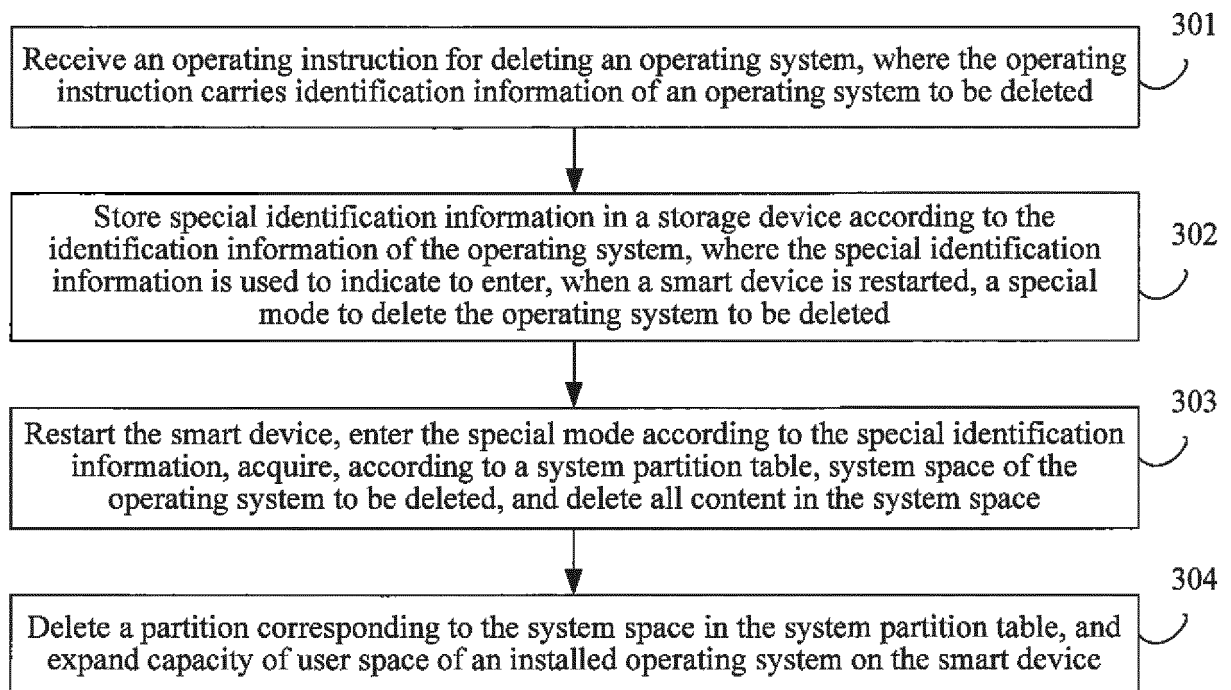 301
Receive an operating instruction for deleting an operating system, where the operating
instruction carries identification information of an operating system to be deleted
302
Store special identification information in a storage device according to the
identification information of the operating system, where the special identification
information is used to indicate to enter, when a smart device is restarted, a special
mode to delete the operating system to be deleted
303
Restart the smart device, enter the special mode according to the special identification
information, acquire, according to a system partition table, system space of the
operating system to be deleted, and delete all content in the system space
304
Delete a partition corresponding to the system space in the system partition table, and
expand capacity of user space of an installed operating system on the smart device